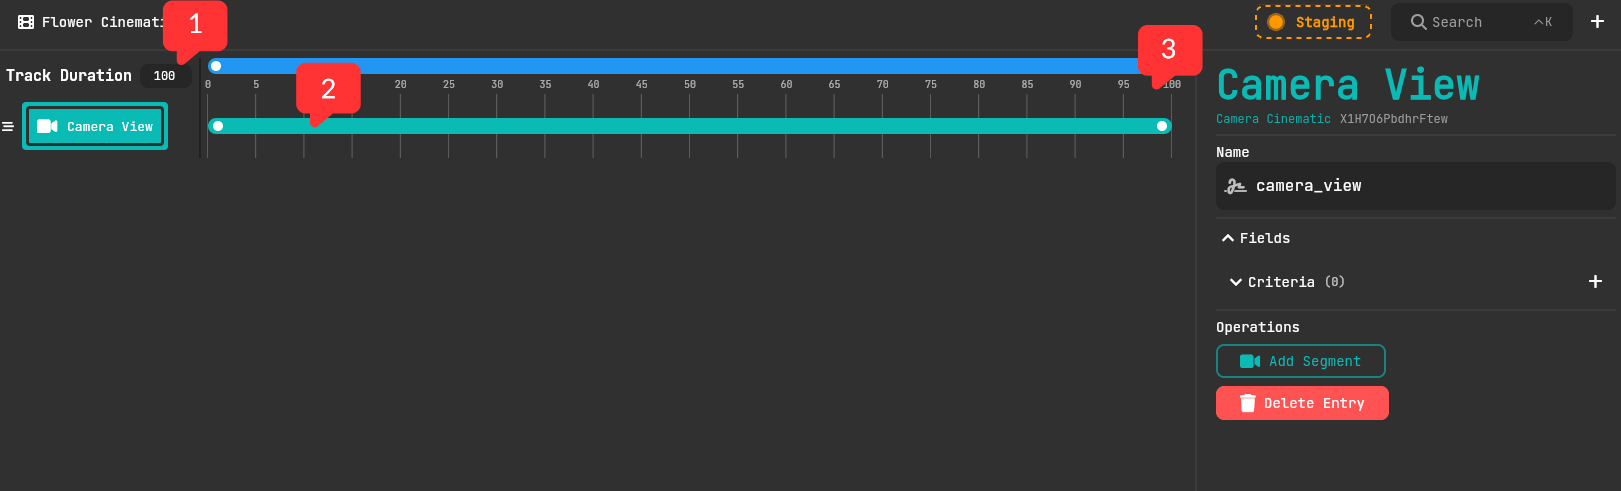 Flower Cinemati
1
Staging
Search ^K
+
Track Duration 100
3
0 5 20 25 30 35 40 45 50 55 60 65 70 75 80 85 90 95 100
2
Camera View
Camera View
Camera Cinematic X1H7O6PbdhrFtew
Name
camera_view
Fields
Criteria (0) +
Operations
Add Segment
Delete Entry